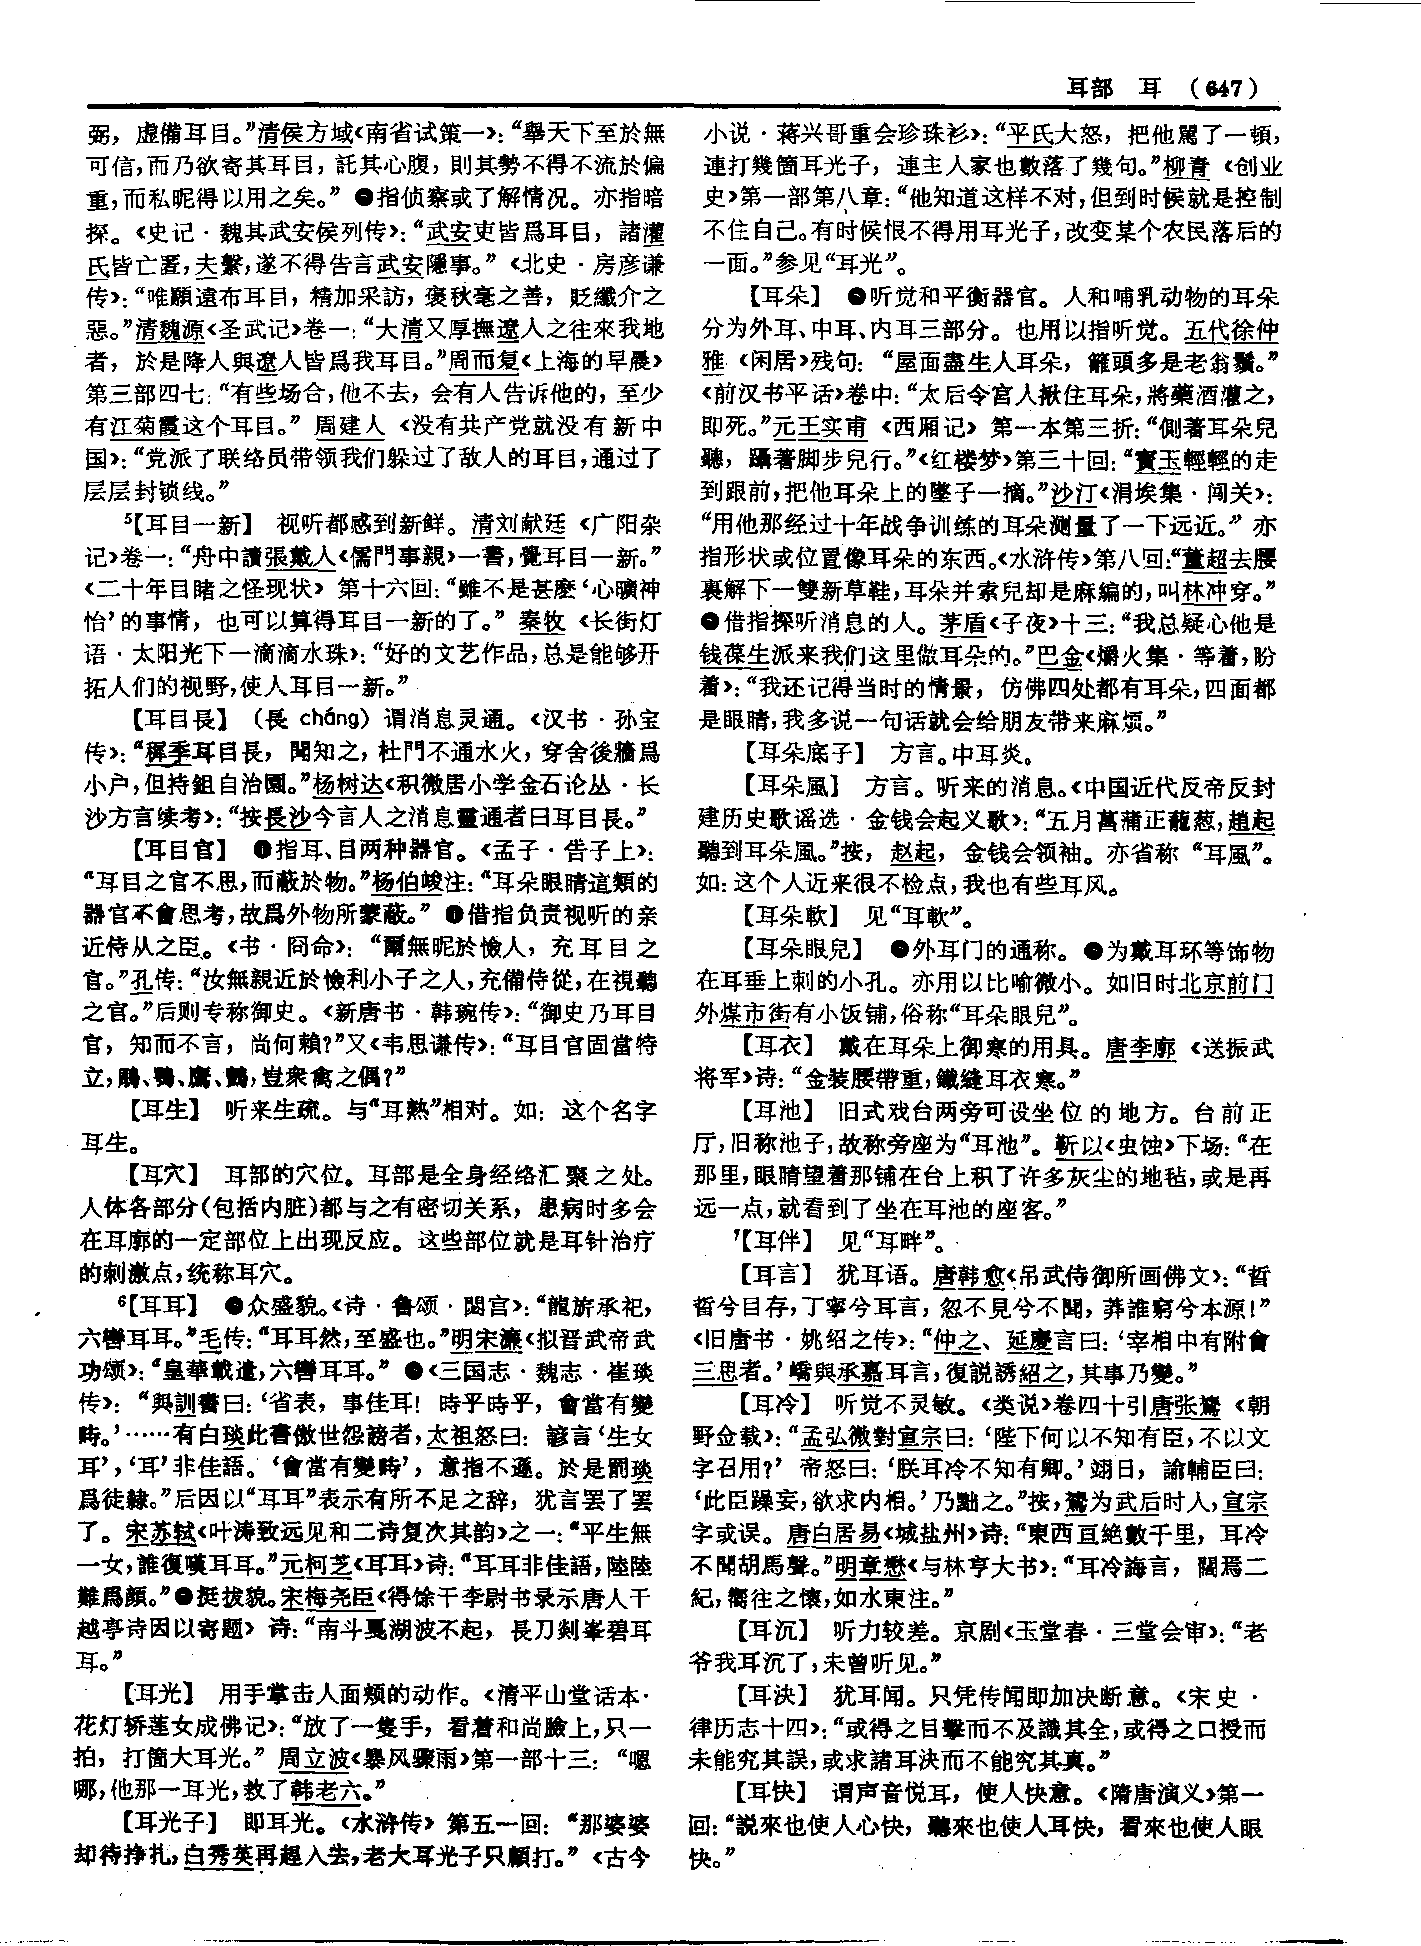 耳部　耳　（647）
弼，虚備耳目。”清侯方域《南省试策一》：“舉天下至於無
可信，而乃欲寄其耳目，託其心腹，則其勢不得不流於偏
重，而私昵得以用之矣。” ❸指侦察或了解情况。亦指暗
探。《史记·魏其武安侯列传》：“武安吏皆爲耳目，諸灌
氏皆亡匿，夫繫，遂不得告言武安隱事。”《北史·房彦谦
传》：“唯願遠布耳目，精加采訪，褒秋毫之善，貶纖介之
惡。”清魏源《圣武记》卷一：“大清又厚撫遼人之往來我地
者，於是降人與遼人皆爲我耳目。”周而复《上海的早晨》
第三部四七：“有些场合，他不去，会有人告诉他的，至少
有江菊霞这个耳目。” 周建人《没有共产党就没有新中
国》：“党派了联络员带领我们躲过了敌人的耳目，通过了
层层封锁线。”
5【耳目一新】 视听都感到新鲜。清刘献廷《广阳杂
记》卷一：“舟中讀張戴人《儒門事親》一書，覺耳目一新。”
《二十年目睹之怪现状》 第十六回：“雖不是甚麽‘心曠神
怡’的事情，也可以算得耳目一新的了。” 秦牧《长街灯
语·太阳光下一滴滴水珠》：“好的文艺作品，总是能够开
拓人们的视野，使人耳目一新。”
【耳目長】（長 cháng）谓消息灵通。《汉书·孙宝
传》：“穉季耳目長，聞知之，杜門不通水火，穿舍後牆爲
小户，但持鉏自治園。”杨树达《积微居小学金石论丛·长
沙方言续考》：“按長沙今言人之消息靈通者曰耳目長。”
【耳目官】 ❶指耳、目两种器官。《孟子·告子上》：
“耳目之官不思，而蔽於物。”杨伯峻注：“耳朵眼睛這類的
器官不會思考，故爲外物所蒙蔽。” ❷借指负责视听的亲
近侍从之臣。《书·冏命》：“爾無昵於憸人，充耳目之
官。”孔传：“汝無親近於憸利小子之人，充備侍從，在視聽
之官。”后则专称御史。《新唐书·韩琬传》：“御史乃耳目
官，知而不言，尚何賴？”又《韦思谦传》：“耳目官固當特
立，鵰、鶚、鷹、鸇，豈衆禽之偶？”
【耳生】 听来生疏。与“耳熟”相对。如：这个名字
耳生。
【耳穴】 耳部的穴位。耳部是全身经络汇聚之处。
人体各部分（包括内脏）都与之有密切关系，患病时多会
在耳廓的一定部位上出现反应。这些部位就是耳针治疗
的刺激点，统称耳穴。
6【耳耳】 ❶众盛貌。《诗·鲁颂·閟宫》：“龍旂承祀，
六轡耳耳。”毛传：“耳耳然，至盛也。”明宋濂《拟晋武帝武
功颂》：“皇華載遣，六轡耳耳。” ❷《三国志·魏志·崔琰
传》：“與訓書曰：‘省表，事佳耳！時乎時乎，會當有變
時。’……有白琰此書傲世怨謗者，太祖怒曰：諺言‘生女
耳’，‘耳’非佳語。‘會當有變時’，意指不遜。於是罰琰
爲徒隸。”后因以“耳耳”表示有所不足之辞，犹言罢了罢
了。宋苏轼《叶涛致远见和二诗复次其韵》之一：“平生無
一女，誰復嘆耳耳。”元柯芝《耳耳》诗：“耳耳非佳語，陸陸
難爲顔。”❸挺拔貌。宋梅尧臣《得馀干李尉书录示唐人干
越亭诗因以寄题》诗：“南斗戛湖波不起，長刀剡峯碧耳
耳。”
【耳光】 用手掌击人面颊的动作。《清平山堂话本·
花灯轿莲女成佛记》：“放了一隻手，看着和尚臉上，只一
拍，打箇大耳光。” 周立波《暴风骤雨》第一部十三：“嗯
哪，他那一耳光，救了韩老六。”
【耳光子】 即耳光。《水浒传》第五一回：“那婆婆
却待挣扎，白秀英再趕入去，老大耳光子只顧打。”《古今
小说·蒋兴哥重会珍珠衫》：“平氏大怒，把他駡了一頓，
連打幾箇耳光子，連主人家也數落了幾句。”柳青《创业
史》第一部第八章：“他知道这样不对，但到时候就是控制
不住自己。有时候恨不得用耳光子，改变某个农民落后的
一面。”参见“耳光”。
【耳朵】 ❶听觉和平衡器官。人和哺乳动物的耳朵
分为外耳、中耳、内耳三部分。也用以指听觉。五代徐仲
雅《闲居》残句：“屋面盡生人耳朵，籬頭多是老翁鬚。”
《前汉书平话》卷中：“太后令宮人揪住耳朵，將藥酒灌之，
即死。”元王实甫《西厢记》第一本第三折：“側著耳朵兒
聽，躡著脚步兒行。”《红楼梦》第三十回：“寶玉輕輕的走
到跟前，把他耳朵上的墜子一摘。”沙汀《涓埃集·闯关》：
“用他那经过十年战争训练的耳朵测量了一下远近。” 亦
指形状或位置像耳朵的东西。《水浒传》第八回：“董超去腰
裏解下一雙新草鞋，耳朵并索兒却是麻编的，叫林冲穿。”
❷借指探听消息的人。茅盾《子夜》十三：“我总疑心他是
钱葆生派来我们这里做耳朵的。”巴金《爝火集·等着，盼
着》：“我还记得当时的情景，仿佛四处都有耳朵，四面都
是眼睛，我多说一句话就会给朋友带来麻烦。”
【耳朵底子】 方言。中耳炎。
【耳朵風】 方言。听来的消息。《中国近代反帝反封
建历史歌谣选·金钱会起义歌》：“五月菖蒲正蘢葱，趙起
聽到耳朵風。”按，赵起，金钱会领袖。亦省称“耳風”。
如：这个人近来很不检点，我也有些耳风。
【耳朵軟】 见“耳軟”。
【耳朵眼兒】 ❶外耳门的通称。❷为戴耳环等饰物
在耳垂上刺的小孔。亦用以比喻微小。如旧时北京前门
外煤市街有小饭铺，俗称“耳朵眼兒”。
【耳衣】 戴在耳朵上御寒的用具。唐李廓《送振武
将军》诗：“金装腰帶重，鐵縫耳衣寒。”
【耳池】 旧式戏台两旁可设坐位的地方。台前正
厅，旧称池子，故称旁座为“耳池”。靳以《虫蚀》下场：“在
那里，眼睛望着那铺在台上积了许多灰尘的地毡，或是再
远一点，就看到了坐在耳池的座客。”
7【耳伴】 见“耳畔”。
【耳言】 犹耳语。唐韩愈《吊武侍御所画佛文》：“晢
晢兮目存，丁寧兮耳言，忽不見兮不聞，莽誰窮兮本源！”
《旧唐书·姚绍之传》：“仲之、延慶言曰：‘宰相中有附會
三思者。’嶠與承嘉耳言，復説誘紹之，其事乃變。”
【耳冷】 听觉不灵敏。《类说》卷四十引唐张鷟《朝
野佥载》：“孟弘微對宣宗曰：‘陛下何以不知有臣，不以文
字召用？’ 帝怒曰：‘朕耳冷不知有卿。’翊日，諭輔臣曰：
‘此臣躁妄，欲求内相。’乃黜之。”按，鷟为武后时人，宣宗
字或误。唐白居易《城盐州》诗：“東西亘絶數千里，耳冷
不聞胡馬聲。”明章懋《与林亨大书》：“耳冷誨言，闊焉二
紀，嚮往之懷，如水東注。”
【耳沉】 听力较差。京剧《玉堂春·三堂会审》：“老
爷我耳沉了，未曾听见。”
【耳決】 犹耳闻。只凭传闻即加决断意。《宋史·
律历志十四》：“或得之目擊而不及識其全，或得之口授而
未能究其誤，或求諸耳決而不能究其真。”
【耳快】 谓声音悦耳，使人快意。《隋唐演义》第一
回：“説來也使人心快，聽來也使人耳快，看來也使人眼
快。”